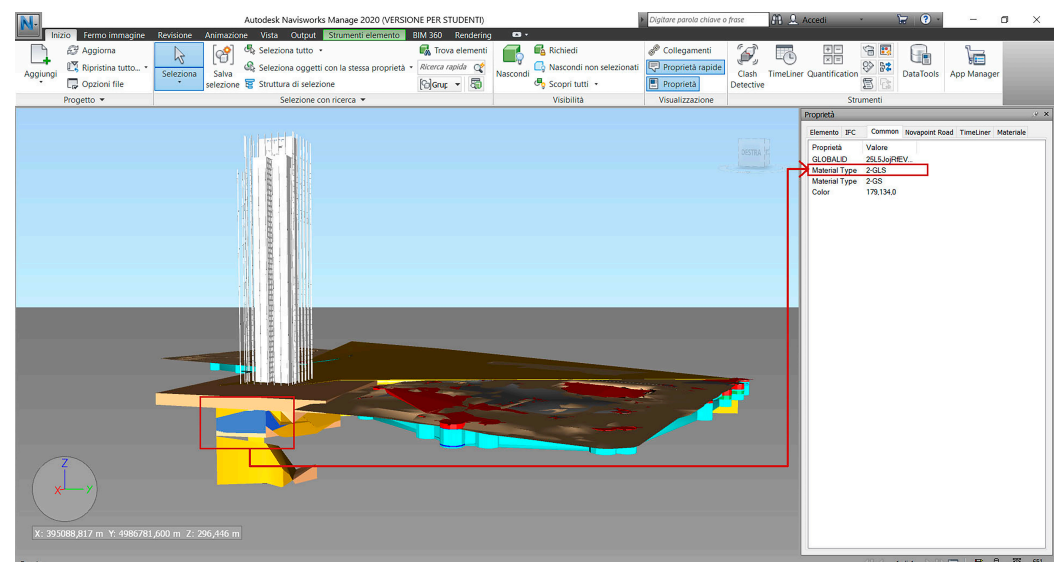 Autodesk Navisworks Manage 2020 (VERSIONE PER STUDENTI)
Digitare parola chiave o frase
Accedi
Inizio Fermo immagine Revisione Animazione Vista Output Strumenti elemento BIM 360 Rendering
Aggiungi
Aggiorna
Ripristina tutto...
Opzioni file
Progetto
Seleziona
Salva
selezione
Seleziona tutto
Seleziona oggetti con la stessa proprietà
Struttura di selezione
Trova elementi
Ricerca rapida
Selezione con ricerca
Nascondi
Richiedi
Nascondi non selezionati
Scopri tutti
Visibilità
Collegamenti
Proprietà rapide
Proprietà
Visualizzazione
Clash
Detective
TimeLiner
Quantification
DataTools
App Manager
Strumenti
DESTRA
Proprietà
Elemento IFC Common Novapoint Road TimeLiner Materiale
Proprietà Valore
GLOBALID 25L5JojRfEV...
Material Type 2-GLS
Material Type 2-GS
Color 179,134,0
Z
X Y
X: 395088,817 m Y: 4986781,600 m Z: 296,446 m